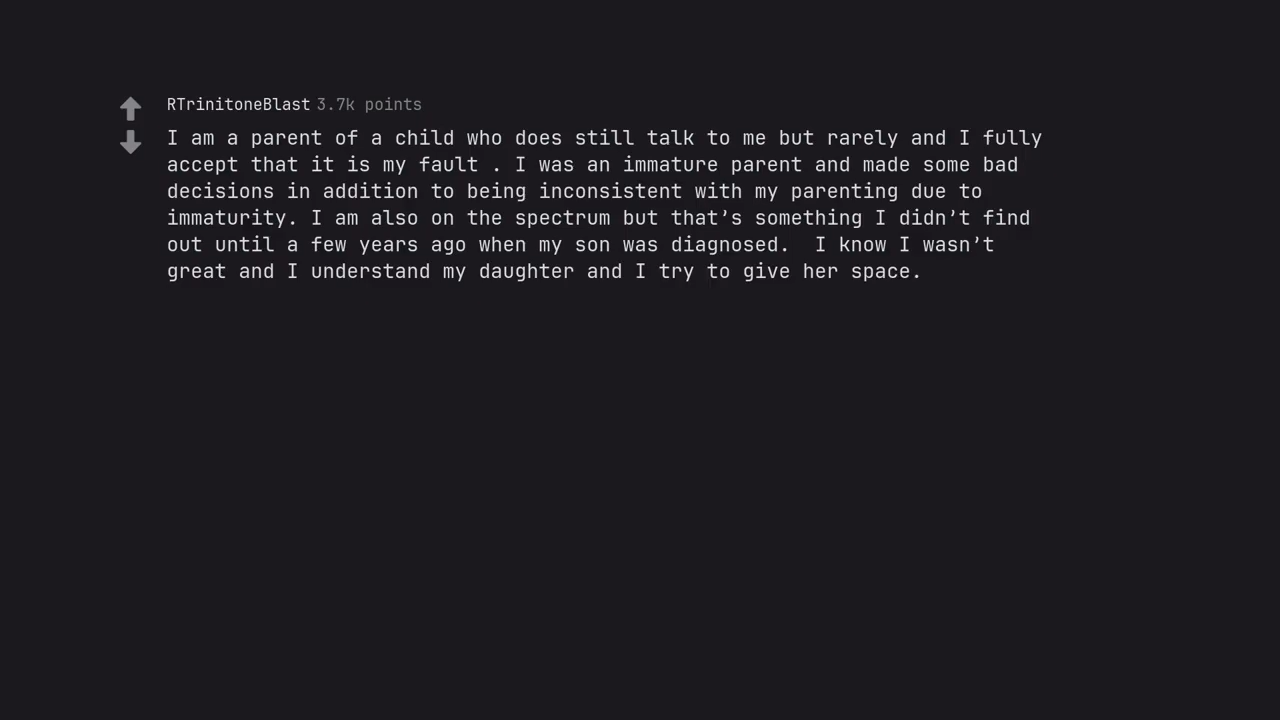 RTrinitoneBlast 3.7k points
I am a parent of a child who does still talk to me but rarely and I fully
accept that it is my fault . I was an immature parent and made some bad
decisions in addition to being inconsistent with my parenting due to
immaturity. I am also on the spectrum but that’s something I didn’t find
out until a few years ago when my son was diagnosed.  I know I wasn’t
great and I understand my daughter and I try to give her space.